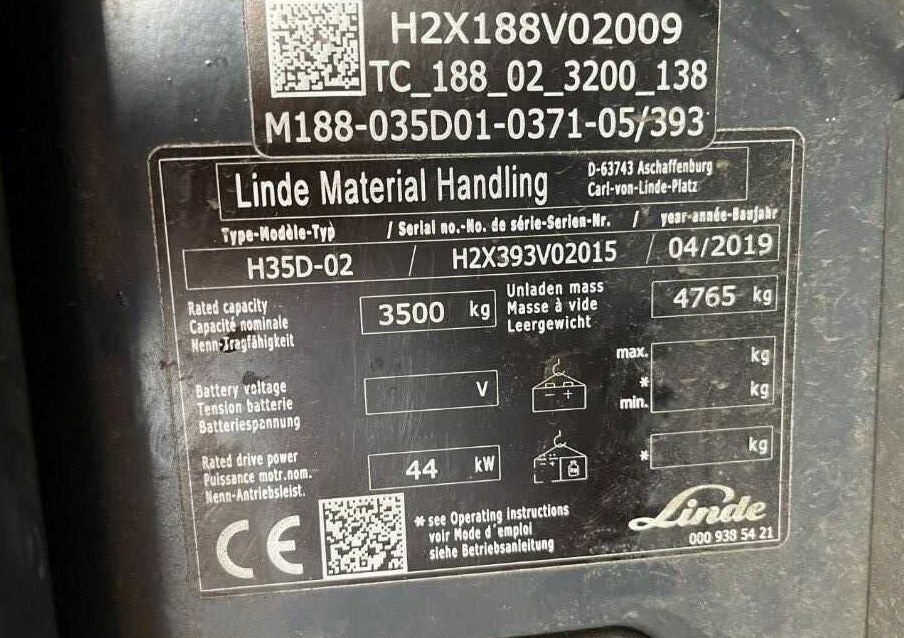 H2X188V02009
TC_188_02_3200_138
M188-035D01-0371-05/393
Linde Material Handling
D-63743 Aschaffenburg
Carl-von-Linde-Platz
Type-Modèle-Typ / Serial no.-No. de série-Serien-Nr. / year-année-Baujahr
H35D-02 / H2X393V02015 / 04/2019
Rated capacity
Capacité nominale
Nenn-Tragfähigkeit
3500 kg
Unladen mass
Masse à vide
Leergewicht
4765 kg
Battery voltage
Tension batterie
Batteriespannung
V
- +
max. kg
*
min. kg
Rated drive power
Puissance motr.nom.
Nenn-Antriebsleist.
44 kW
* kg
CE
* see Operating instructions
voir Mode d'emploi
siehe Betriebsanleitung
Linde
000 938 54 21